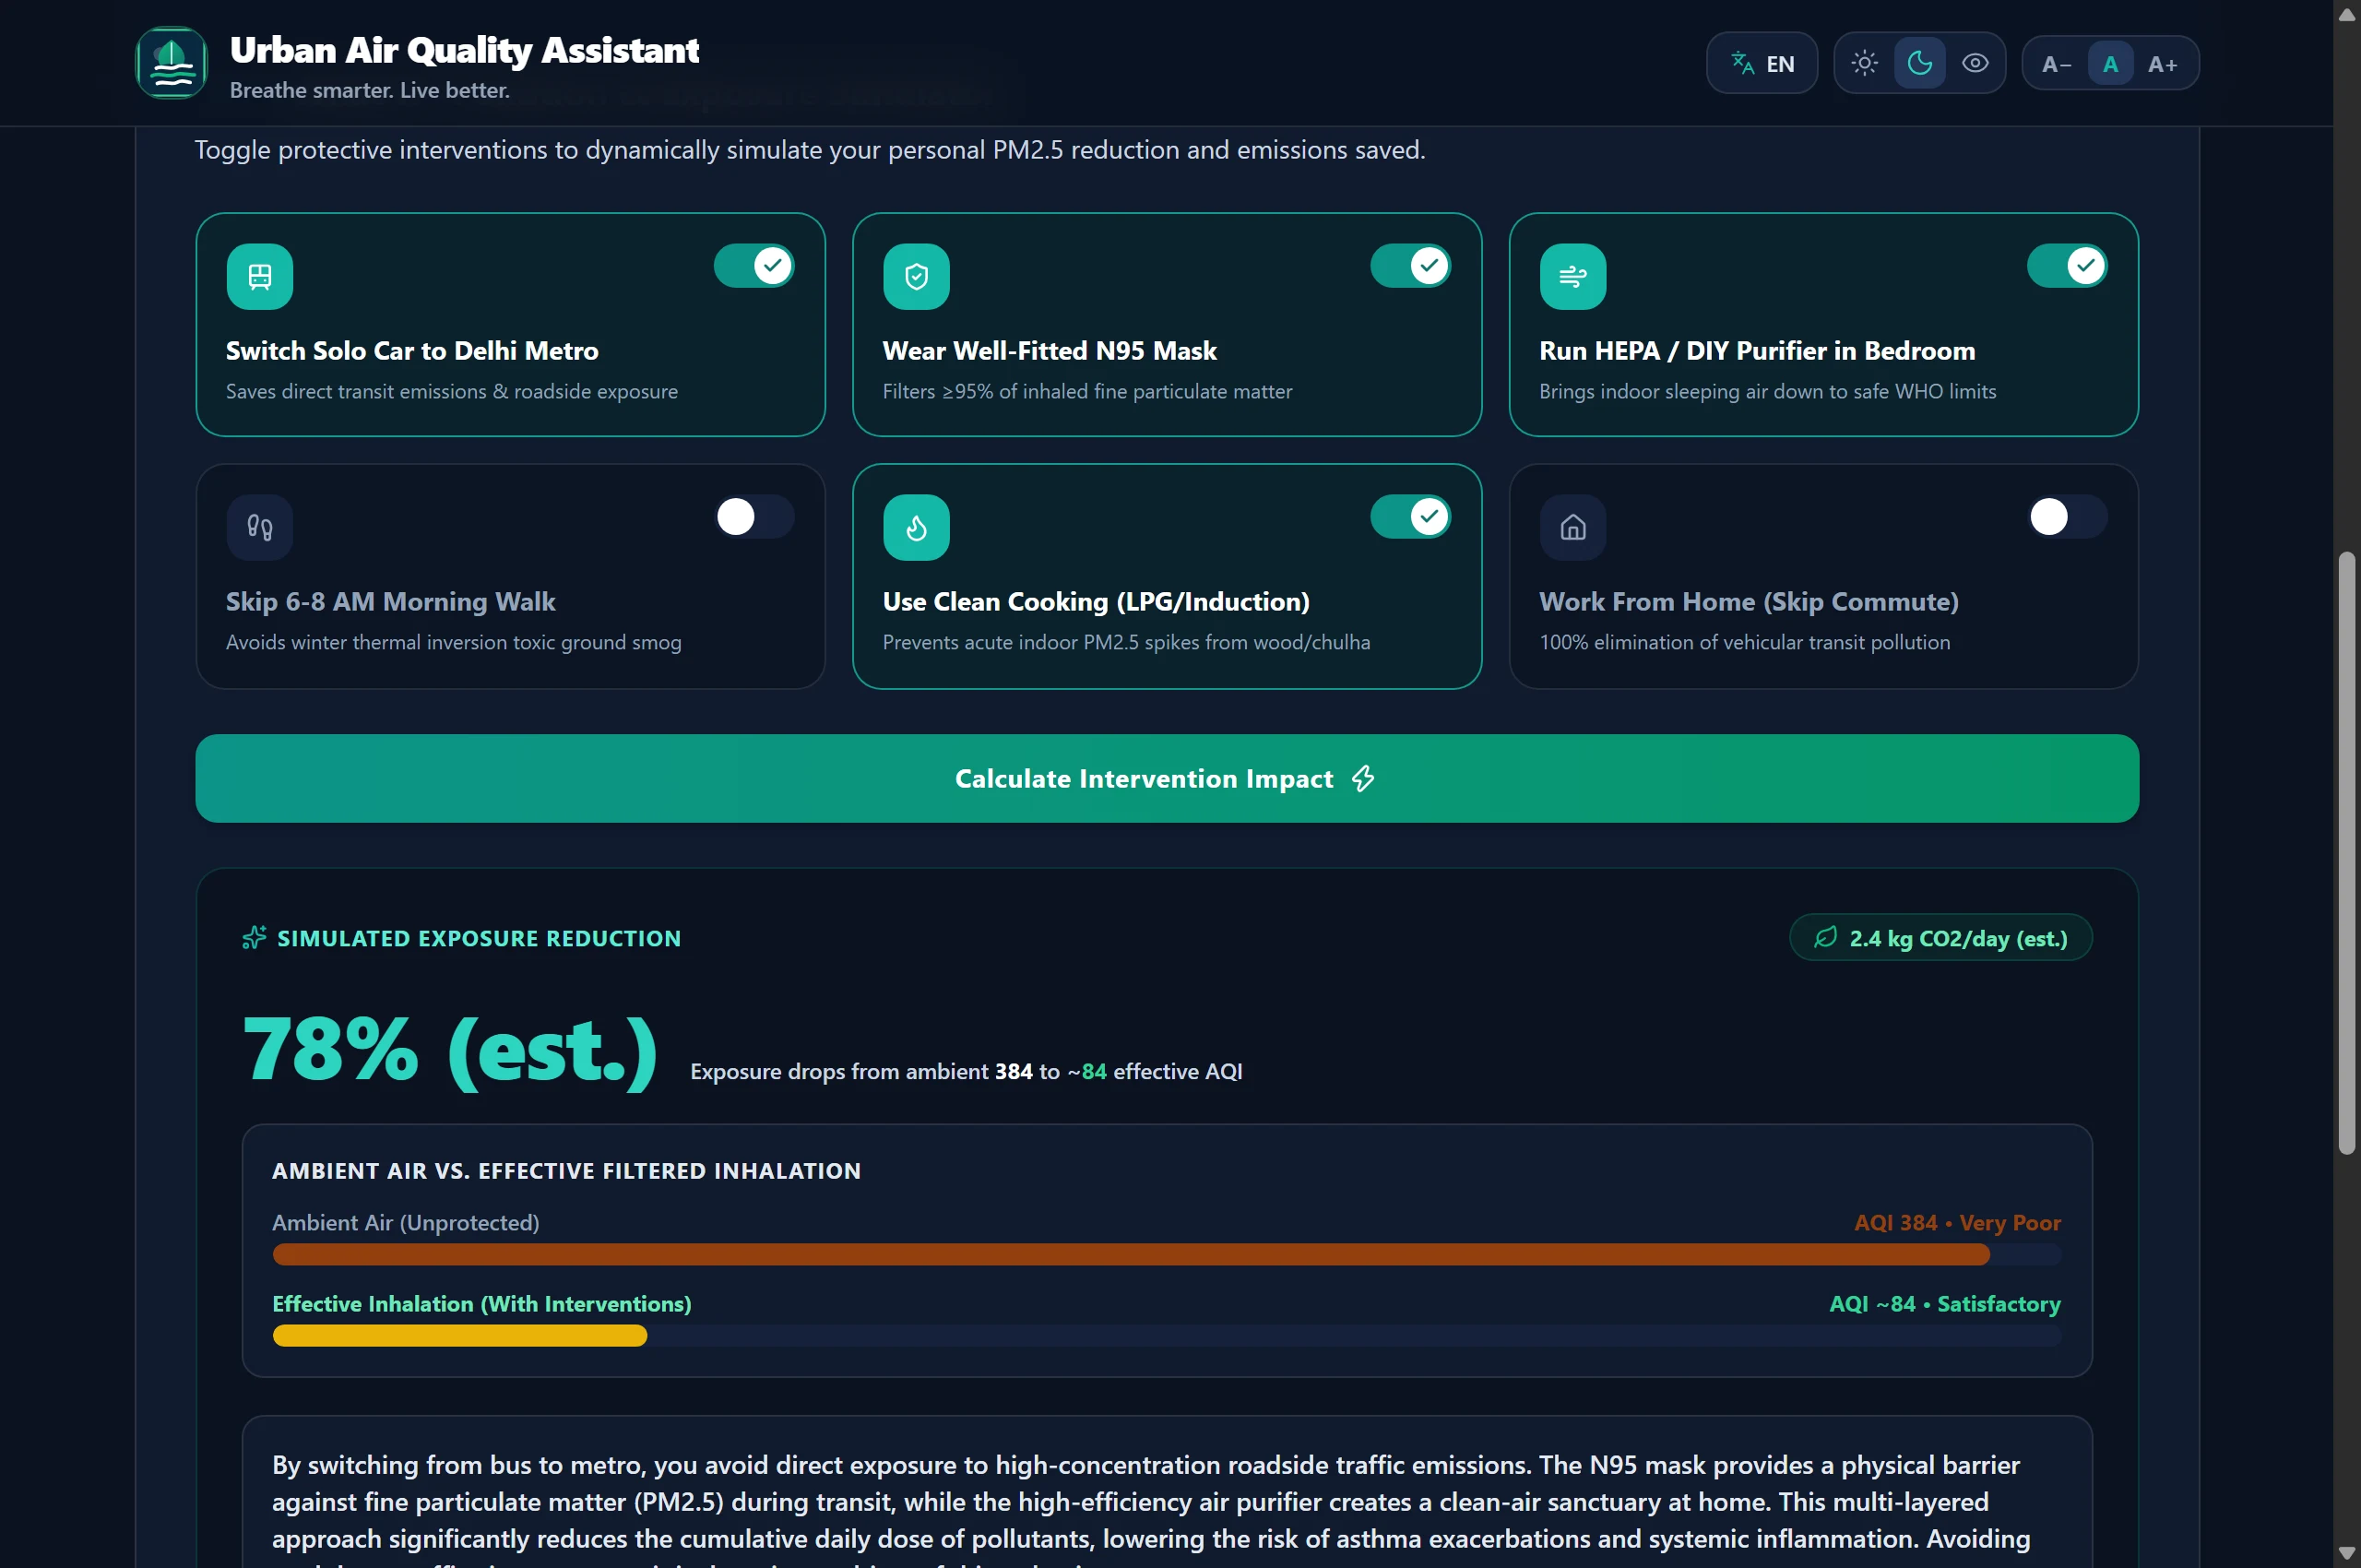 Urban Air Quality Assistant
Breathe smarter. Live better.
EN
A−
A
A+
Toggle protective interventions to dynamically simulate your personal PM2.5 reduction and emissions saved.
Switch Solo Car to Delhi Metro
Saves direct transit emissions & roadside exposure
Wear Well-Fitted N95 Mask
Filters ≥95% of inhaled fine particulate matter
Run HEPA / DIY Purifier in Bedroom
Brings indoor sleeping air down to safe WHO limits
Skip 6-8 AM Morning Walk
Avoids winter thermal inversion toxic ground smog
Use Clean Cooking (LPG/Induction)
Prevents acute indoor PM2.5 spikes from wood/chulha
Work From Home (Skip Commute)
100% elimination of vehicular transit pollution
Calculate Intervention Impact
SIMULATED EXPOSURE REDUCTION
2.4 kg CO2/day (est.)
78% (est.)
Exposure drops from ambient 384 to ~84 effective AQI
AMBIENT AIR VS. EFFECTIVE FILTERED INHALATION
Ambient Air (Unprotected)
AQI 384 • Very Poor
Effective Inhalation (With Interventions)
AQI ~84 • Satisfactory
By switching from bus to metro, you avoid direct exposure to high-concentration roadside traffic emissions. The N95 mask provides a physical barrier
against fine particulate matter (PM2.5) during transit, while the high-efficiency air purifier creates a clean-air sanctuary at home. This multi-layered
approach significantly reduces the cumulative daily dose of pollutants, lowering the risk of asthma exacerbations and systemic inflammation. Avoiding